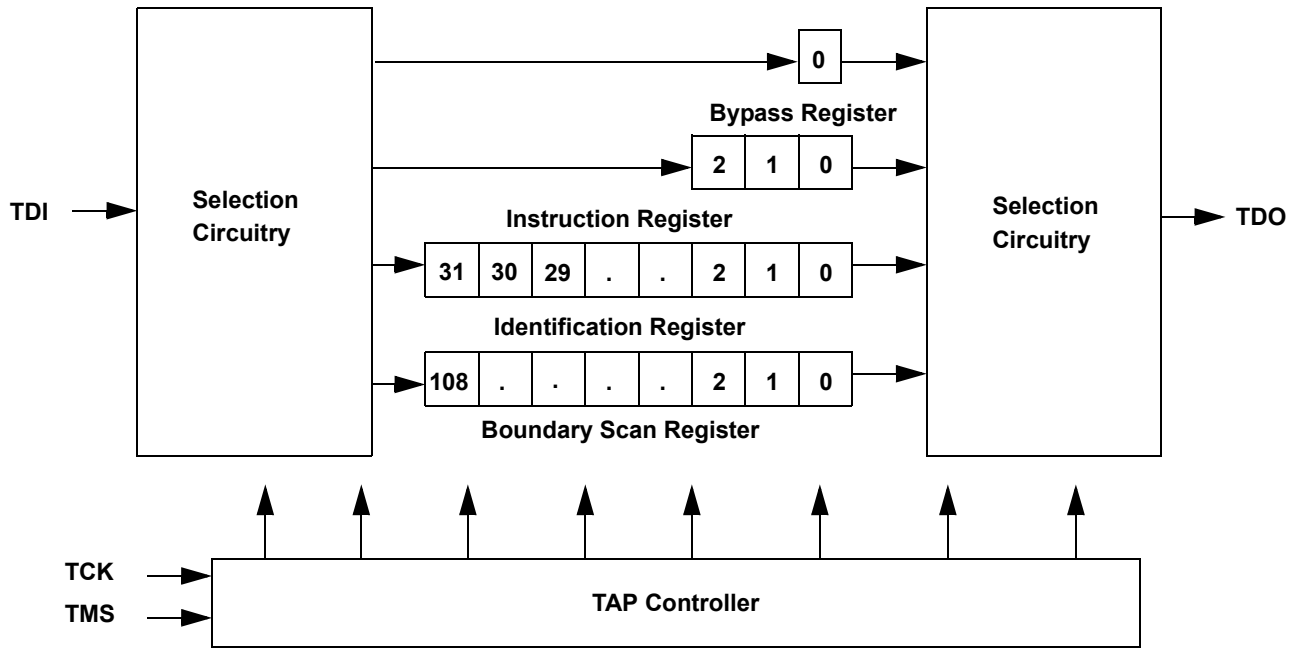 0
Bypass Register
2 1 0
TDI
Selection
Circuitry
Instruction Register
Selection
Circuitry
TDO
31 30 29 . . 2 1 0
Identification Register
108 . . . . 2 1 0
Boundary Scan Register
TCK
TMS
TAP Controller